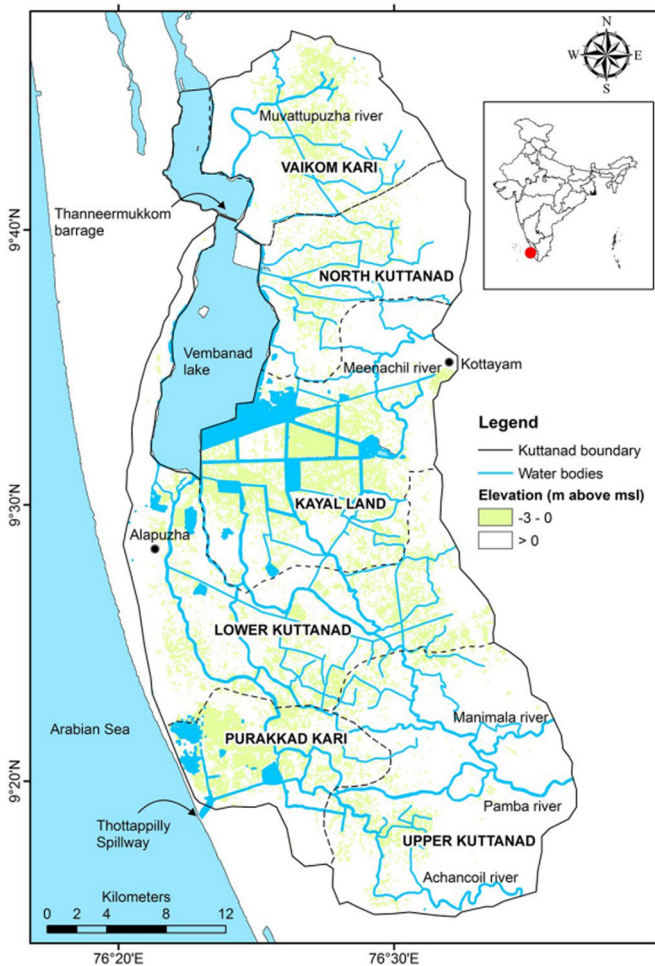 N
W
E
S
Muvattupuzha river
VAIKOM KARI
Thanneermukkom
barrage
9°40'N
NORTH KUTTANAD
Vembanad
lake
Meenachil river
Kottayam
Legend
Kuttanad boundary
Water bodies
Elevation (m above msl)
-3 - 0
> 0
9°30'N
KAYAL LAND
Alapuzha
LOWER KUTTANAD
Arabian Sea
PURAKKAD KARI
Manimala river
9°20'N
Pamba river
Thottappilly
Spillway
UPPER KUTTANAD
Achancoil river
Kilometers
0 2 4 8 12
76°20'E
76°30'E